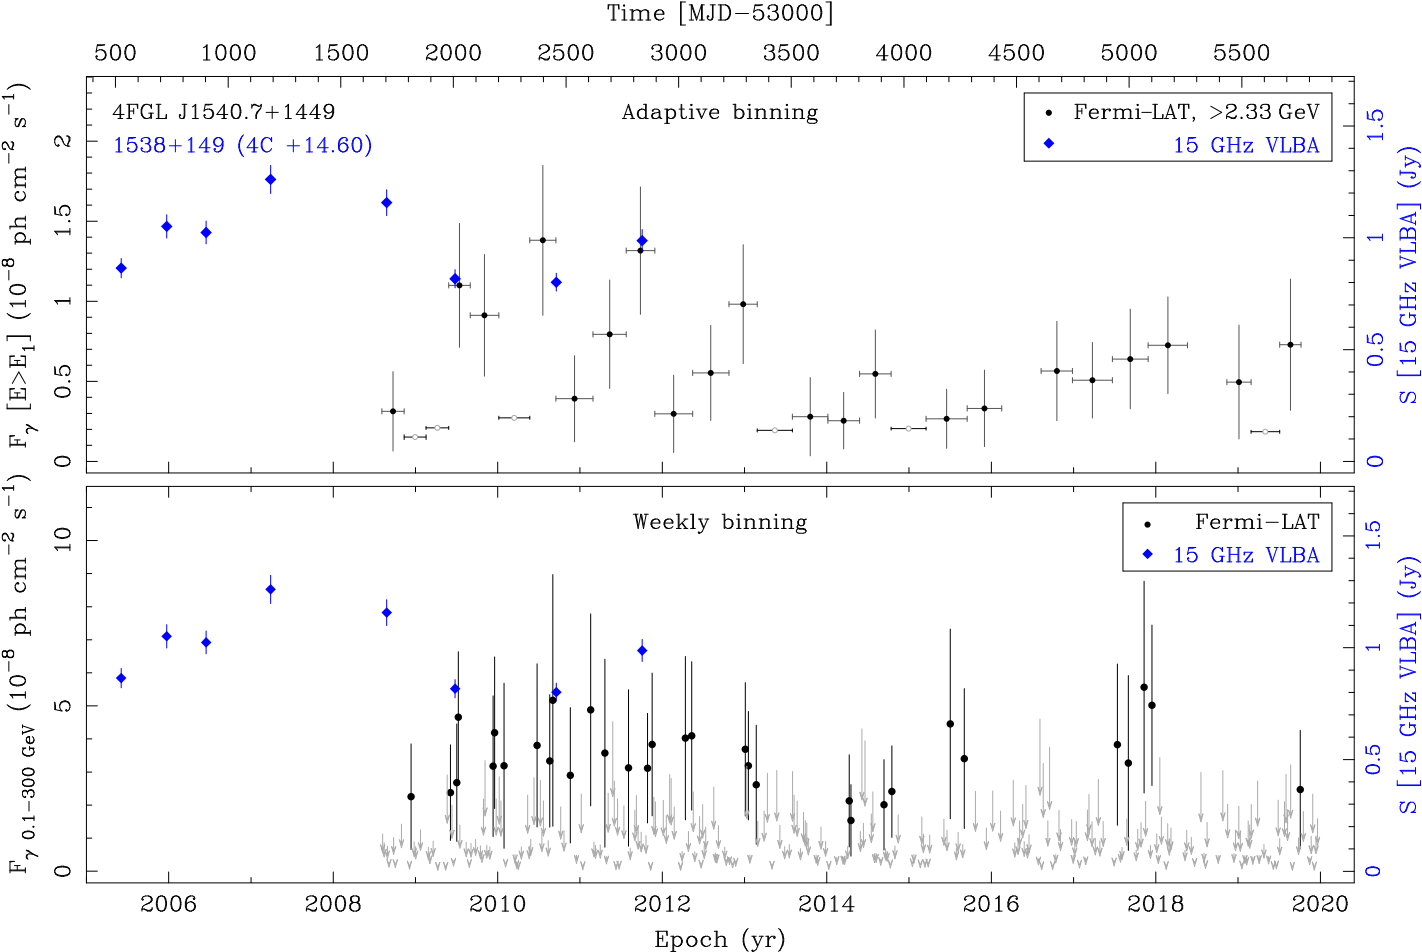 Time [MJD−53000]
500 1000 1500 2000 2500 3000 3500 4000 4500 5000 5500
4FGL J1540.7+1449
1538+149 (4C +14.60)
Adaptive binning
Fermi−LAT, >2.33 GeV
15 GHz VLBA
F_γ [E>E_1] (10^−8 ph cm^−2 s^−1)
2
1.5
1
0.5
0
S [15 GHz VLBA] (Jy)
1.5
1
0.5
0
Weekly binning
Fermi−LAT
15 GHz VLBA
F_γ 0.1−300 GeV (10^−8 ph cm^−2 s^−1)
10
5
0
S [15 GHz VLBA] (Jy)
1.5
1
0.5
0
2006 2008 2010 2012 2014 2016 2018 2020
Epoch (yr)